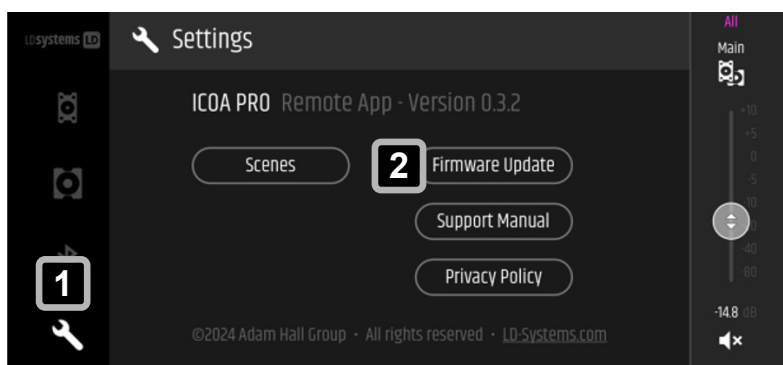 LDsystems LD
Settings
All
Main
ICOA PRO Remote App - Version 0.3.2
+10
+5
0
-5
-10
-40
-80
Scenes
2
Firmware Update
Support Manual
Privacy Policy
1
-14.8 dB
©2024 Adam Hall Group • All rights reserved • LD-Systems.com